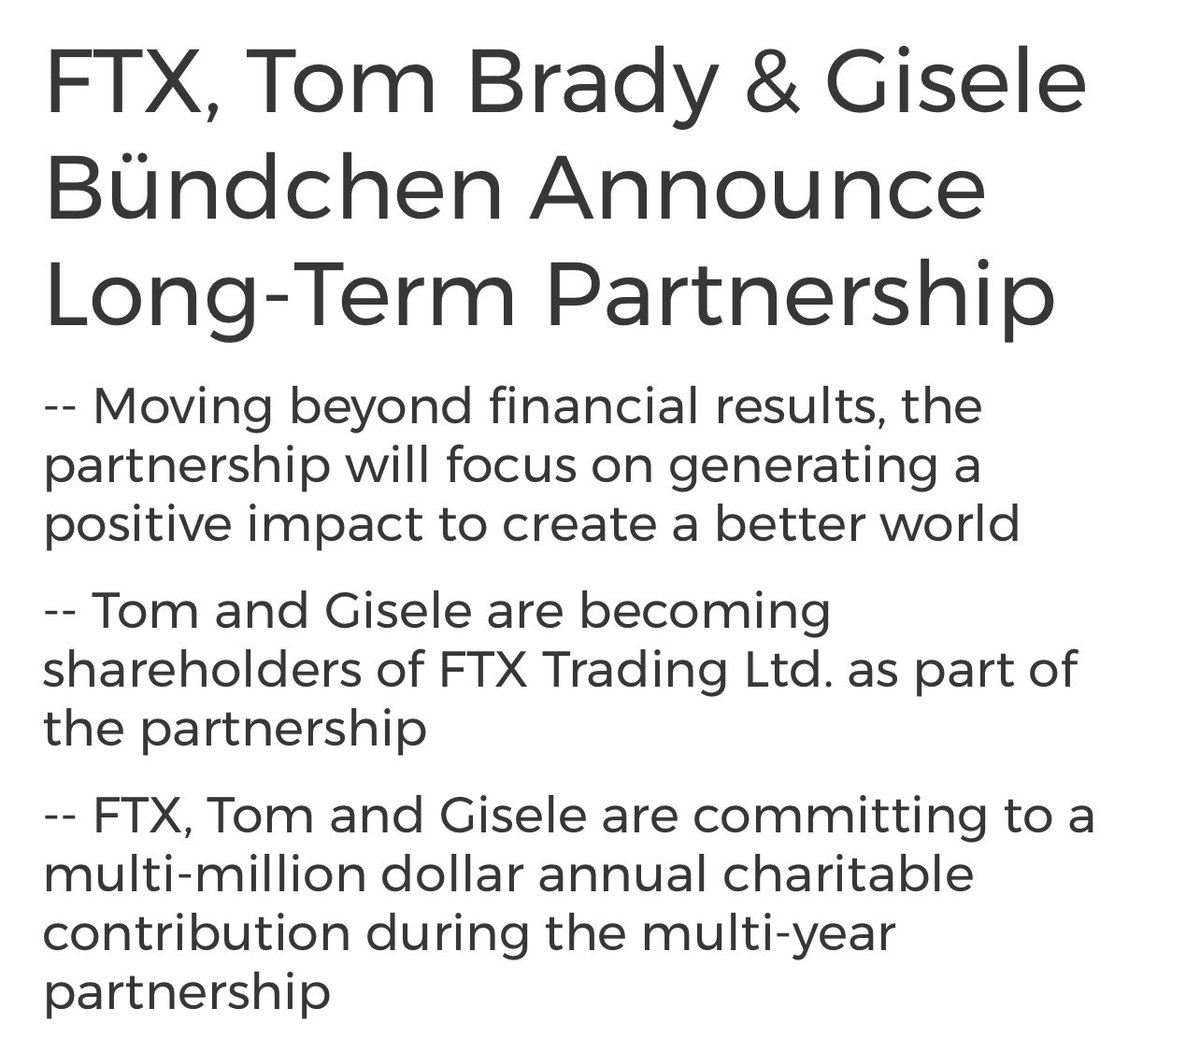 FTX, Tom Brady & Gisele
Bündchen Announce
Long-Term Partnership
-- Moving beyond financial results, the
partnership will focus on generating a
positive impact to create a better world
-- Tom and Gisele are becoming
shareholders of FTX Trading Ltd. as part of
the partnership
-- FTX, Tom and Gisele are committing to a
multi-million dollar annual charitable
contribution during the multi-year
partnership